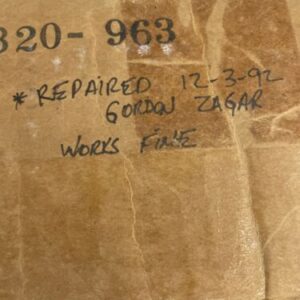 320- 963
* REPAIRED 12-3-92
GORDON ZAGAR
WORKS FINE